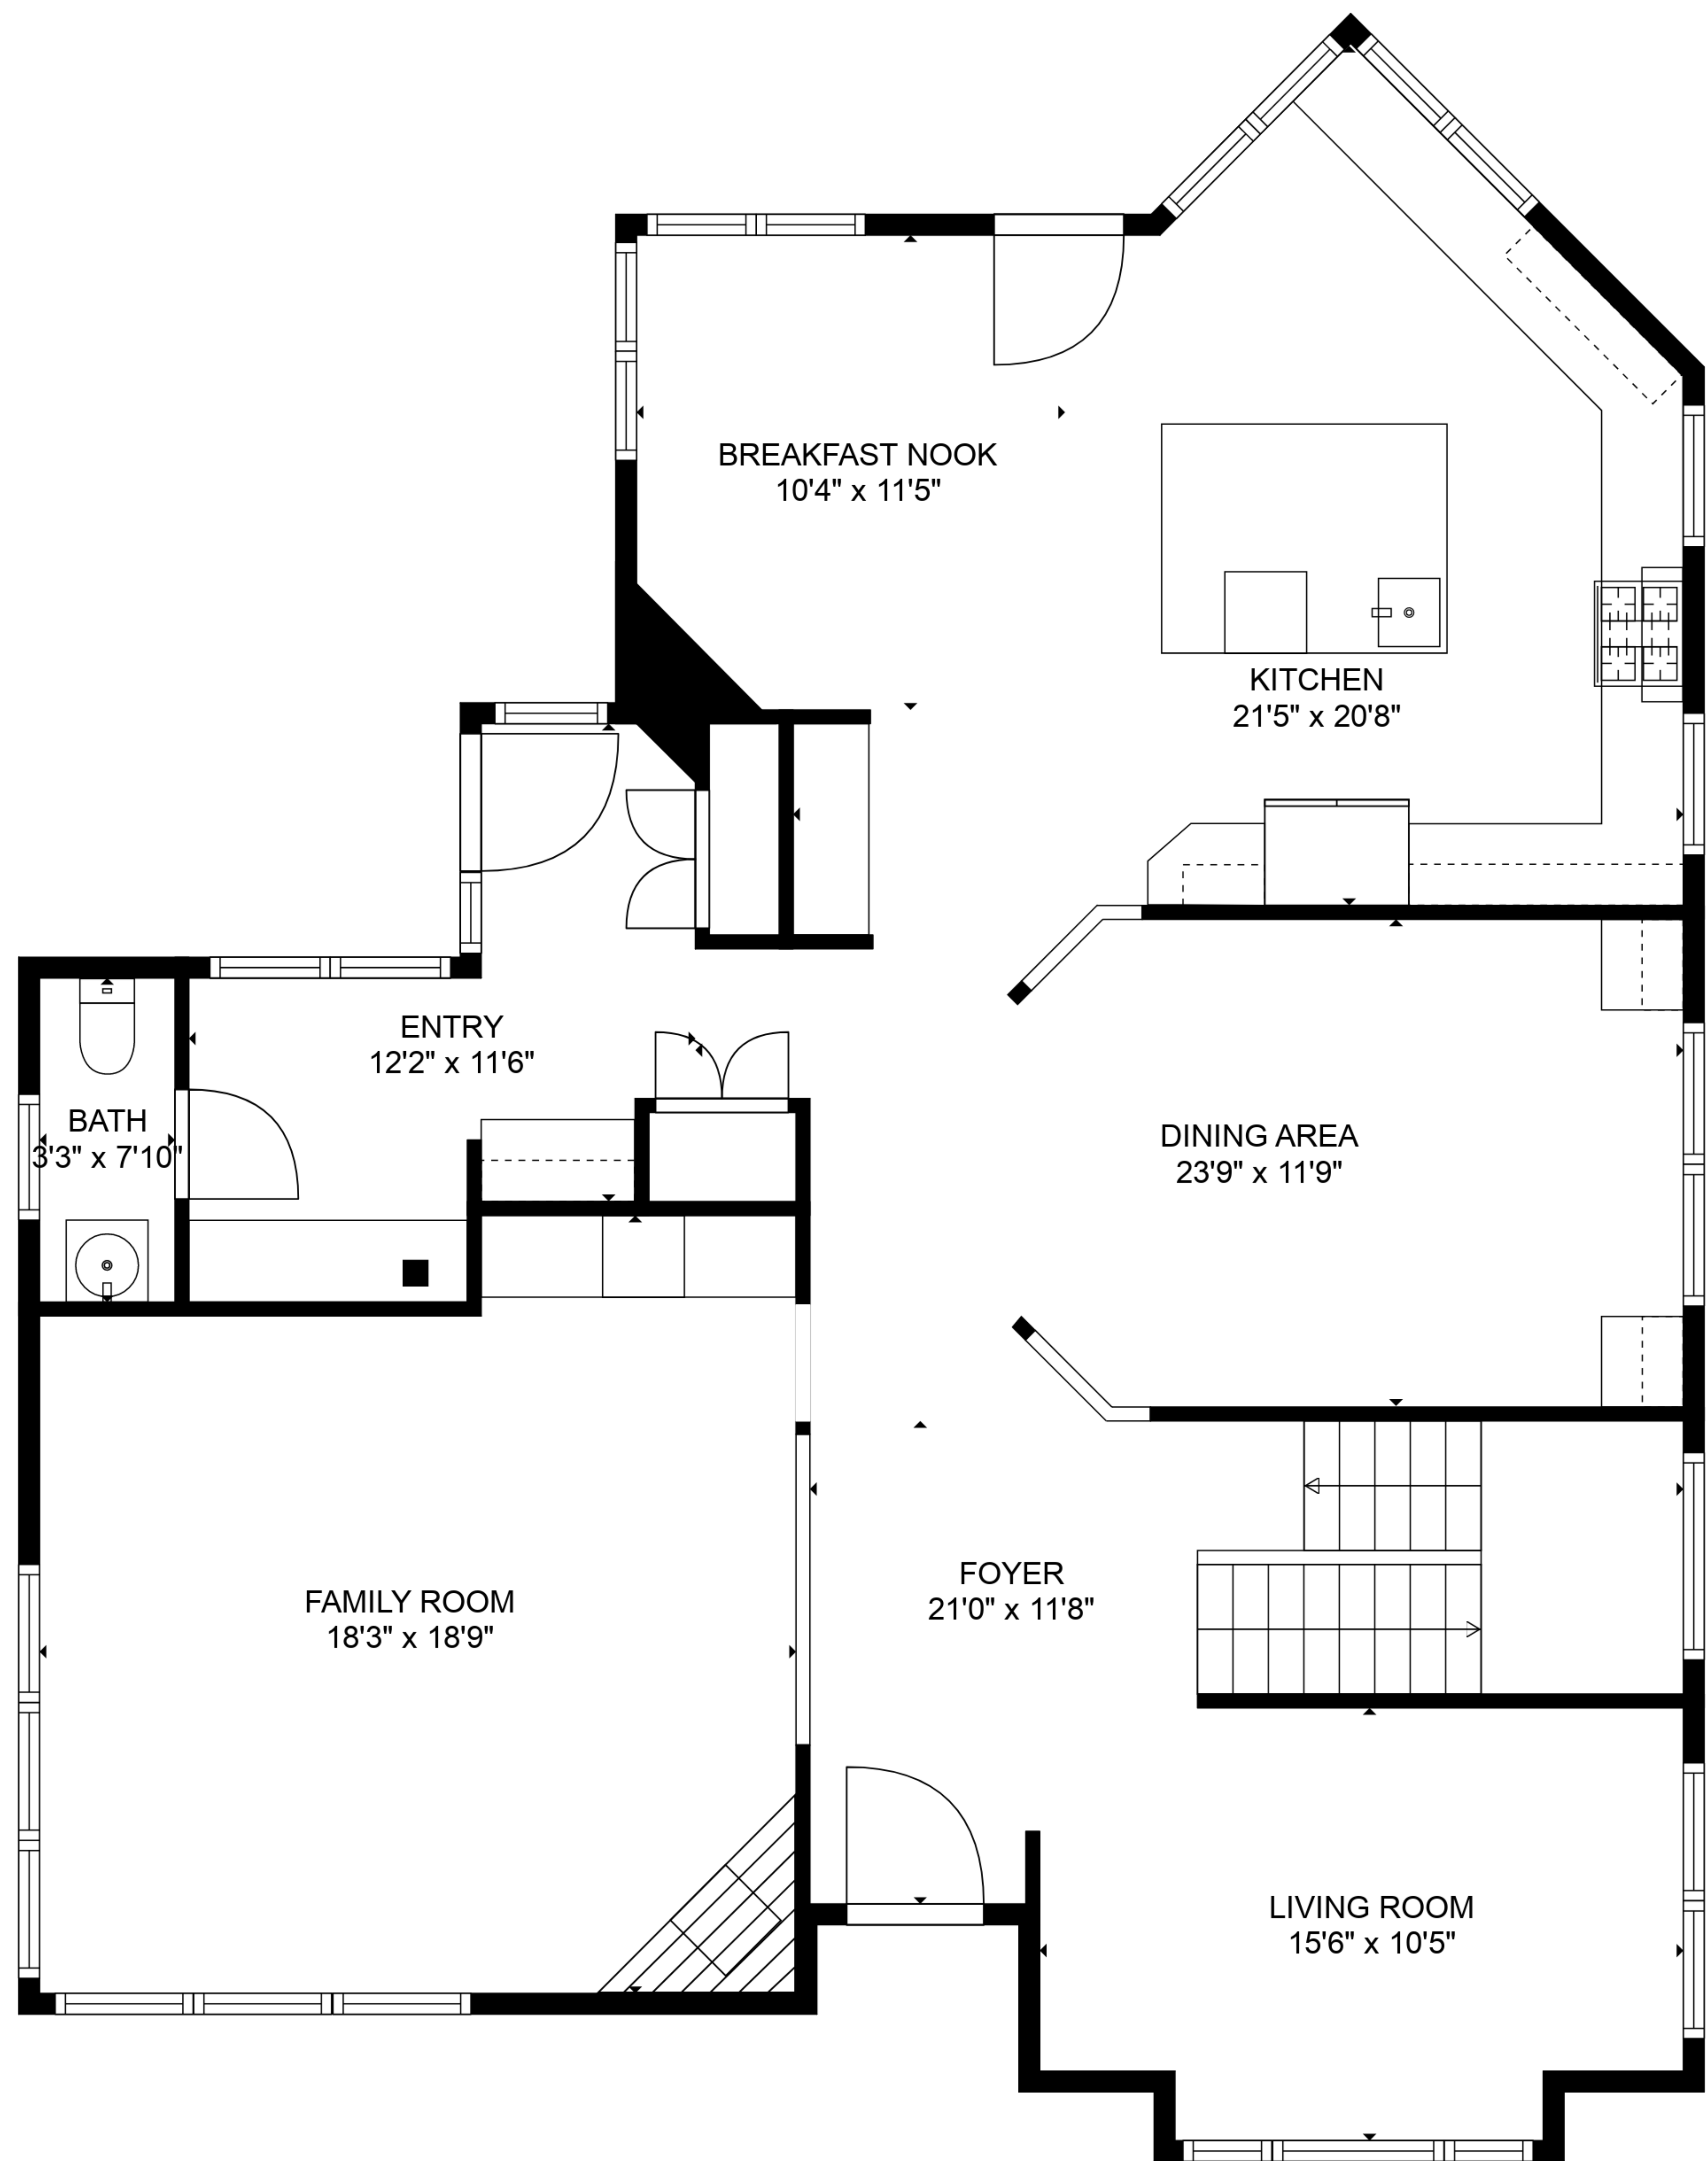 BREAKFAST NOOK
10'4" x 11'5"
KITCHEN
21'5" x 20'8"
ENTRY
12'2" x 11'6"
BATH
3'3" x 7'10"
DINING AREA
23'9" x 11'9"
FAMILY ROOM
18'3" x 18'9"
FOYER
21'0" x 11'8"
LIVING ROOM
15'6" x 10'5"